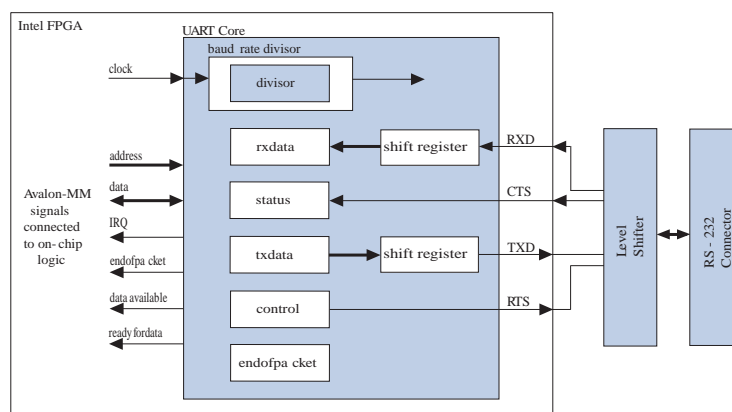 Intel FPGA
UART Core
baud rate divisor
clock
divisor
rxdata
shift register
RXD
address
data
status
CTS
Avalon-MM
signals
connected
to on-chip
logic
IRQ
txdata
shift register
TXD
endofpa cket
data available
control
RTS
ready fordata
endofpa cket
Level
Shifter
RS - 232
Connector